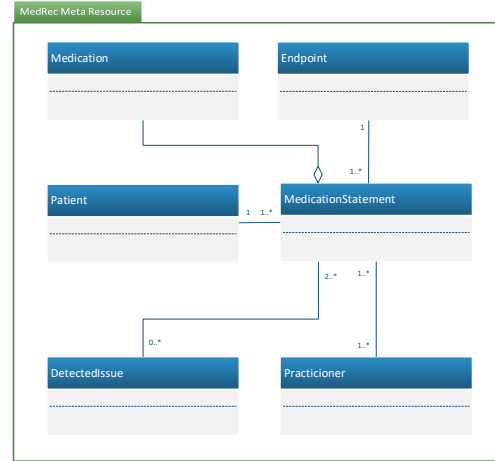 MedRec Meta Resource
Medication
Endpoint
1
1..*
Patient
1 1..*
MedicationStatement
2..*
1..*
0..*
1..*
DetectedIssue
Practicioner